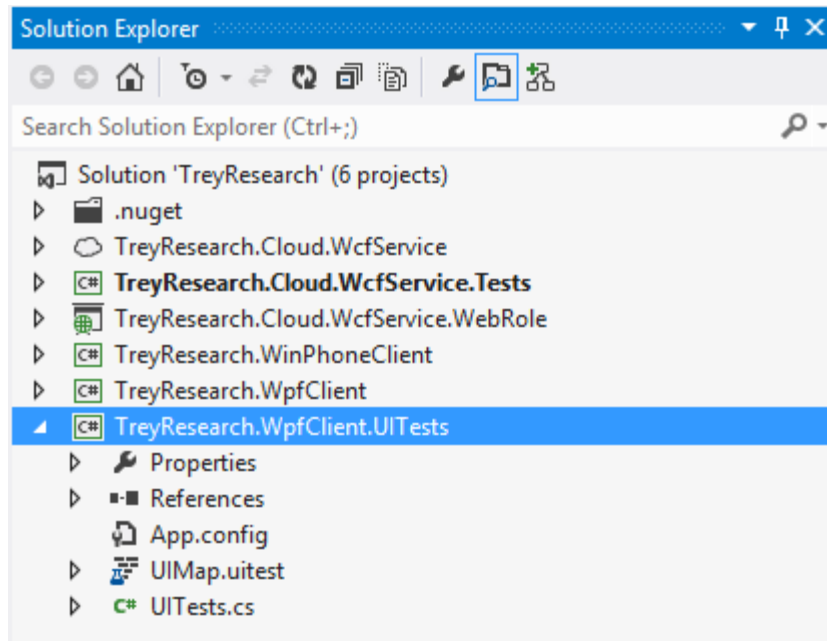 Solution Explorer
Search Solution Explorer (Ctrl+;)
Solution 'TreyResearch' (6 projects)
.nuget
TreyResearch.Cloud.WcfService
C# TreyResearch.Cloud.WcfService.Tests
TreyResearch.Cloud.WcfService.WebRole
C# TreyResearch.WinPhoneClient
C# TreyResearch.WpfClient
C# TreyResearch.WpfClient.UITests
Properties
References
App.config
UIMap.uitest
C# UITests.cs